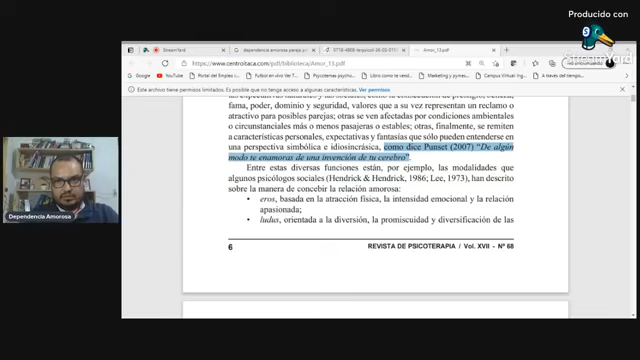 Producido con
StreamYard
StreamYard
dependencia amorosa pareja
Amor_13.pdf
https://www.centroitaca.com/pdf/biblioteca/Amor_13.pdf
Portal del Empleo
Futbol en vivo Ver T
Psycsistemas psycom
Libro como te vendo
Marketing y pymes
Campus Virtual Ing
A través del tiempo
Este archivo tiene permisos limitados. Es posible que no tenga acceso a algunas características. Ver permisos
fama, poder, dominio y seguridad, valores que a su vez representan un reclamo o
atractivo para posibles parejas; otras se ven afectadas por condiciones ambientales
o circunstanciales más o menos pasajeras o estables; otras, finalmente, se remiten
a características personales, expectativas y fantasías que sólo pueden entenderse en
una perspectiva simbólica e idiosincrásica, como dice Punset (2007) “De algún
modo te enamoras de una invención de tu cerebro”.
Entre estas diversas funciones están, por ejemplo, las modalidades que
algunos psicólogos sociales (Hendrick & Hendrick, 1986; Lee, 1973), han descrito
sobre la manera de concebir la relación amorosa:
• eros, basada en la atracción física, la intensidad emocional y la relación
apasionada;
• ludus, orientada a la diversión, la promiscuidad y diversificación de las
6
REVISTA DE PSICOTERAPIA / Vol. XVII - Nº 68
Dependencia Amorosa